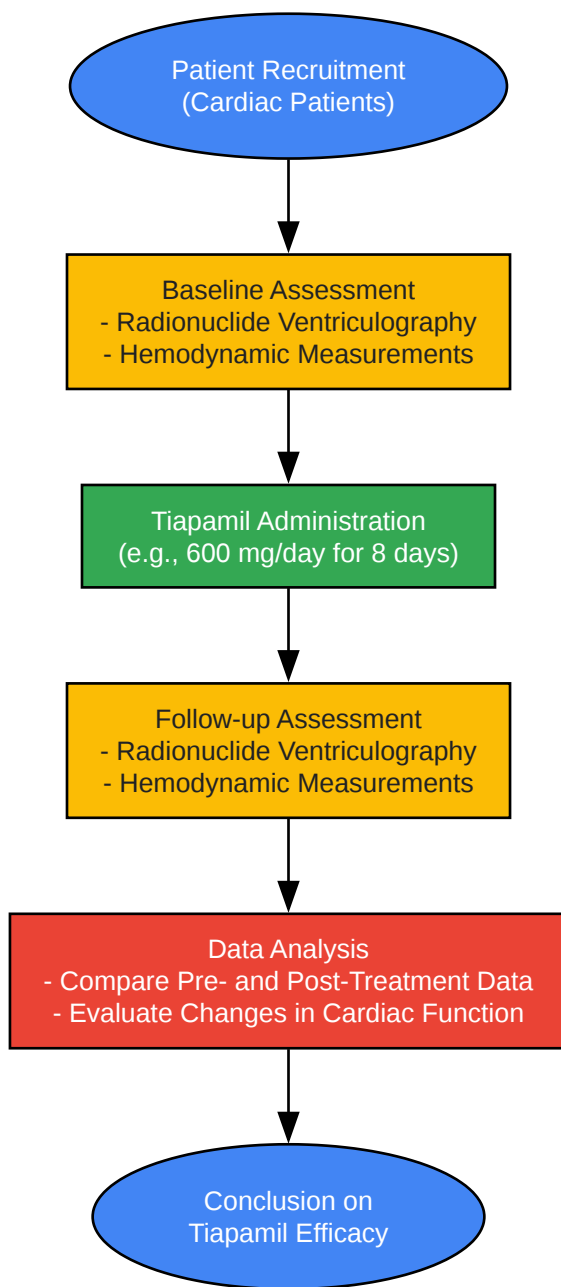 Patient Recruitment
(Cardiac Patients)
Baseline Assessment
- Radionuclide Ventriculography
- Hemodynamic Measurements
Tiapamil Administration
(e.g., 600 mg/day for 8 days)
Follow-up Assessment
- Radionuclide Ventriculography
- Hemodynamic Measurements
Data Analysis
- Compare Pre- and Post-Treatment Data
- Evaluate Changes in Cardiac Function
Conclusion on
Tiapamil Efficacy